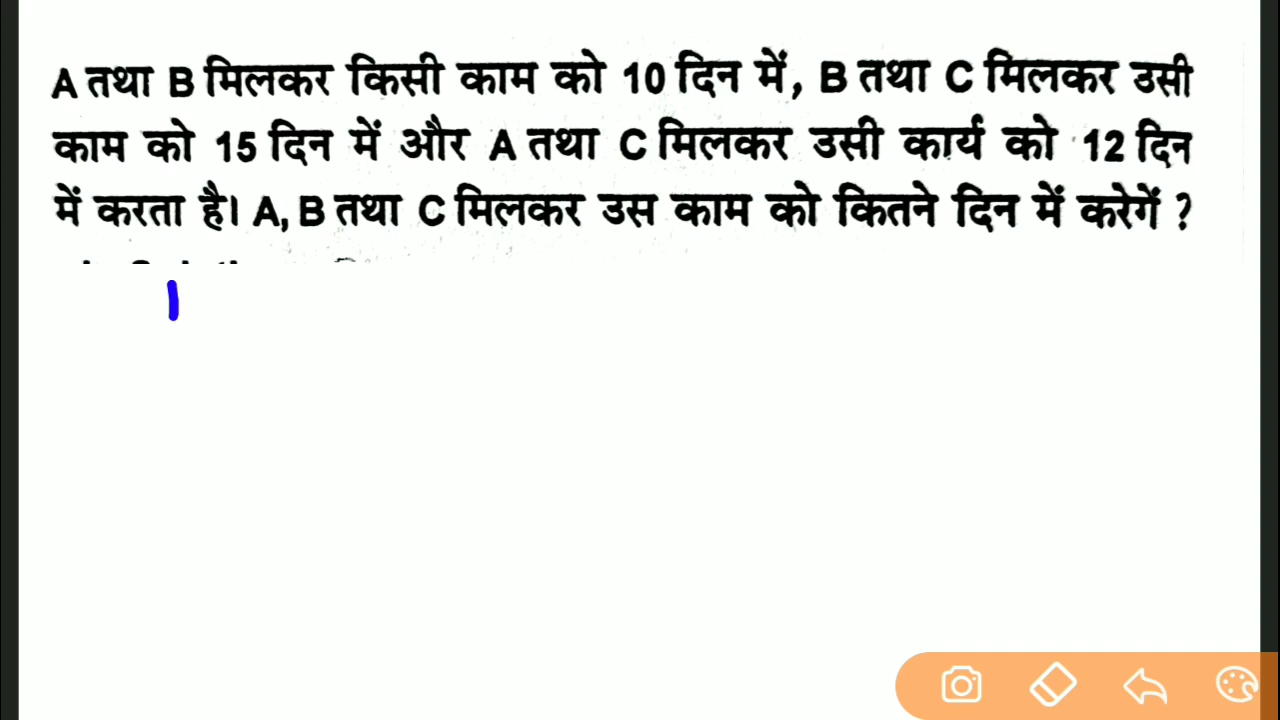 A तथा B मिलकर किसी काम को 10 दिन में, B तथा C मिलकर उसी
काम को 15 दिन में और A तथा C मिलकर उसी कार्य को 12 दिन
में करता है। A, B तथा C मिलकर उस काम को कितने दिन में करेगें ?